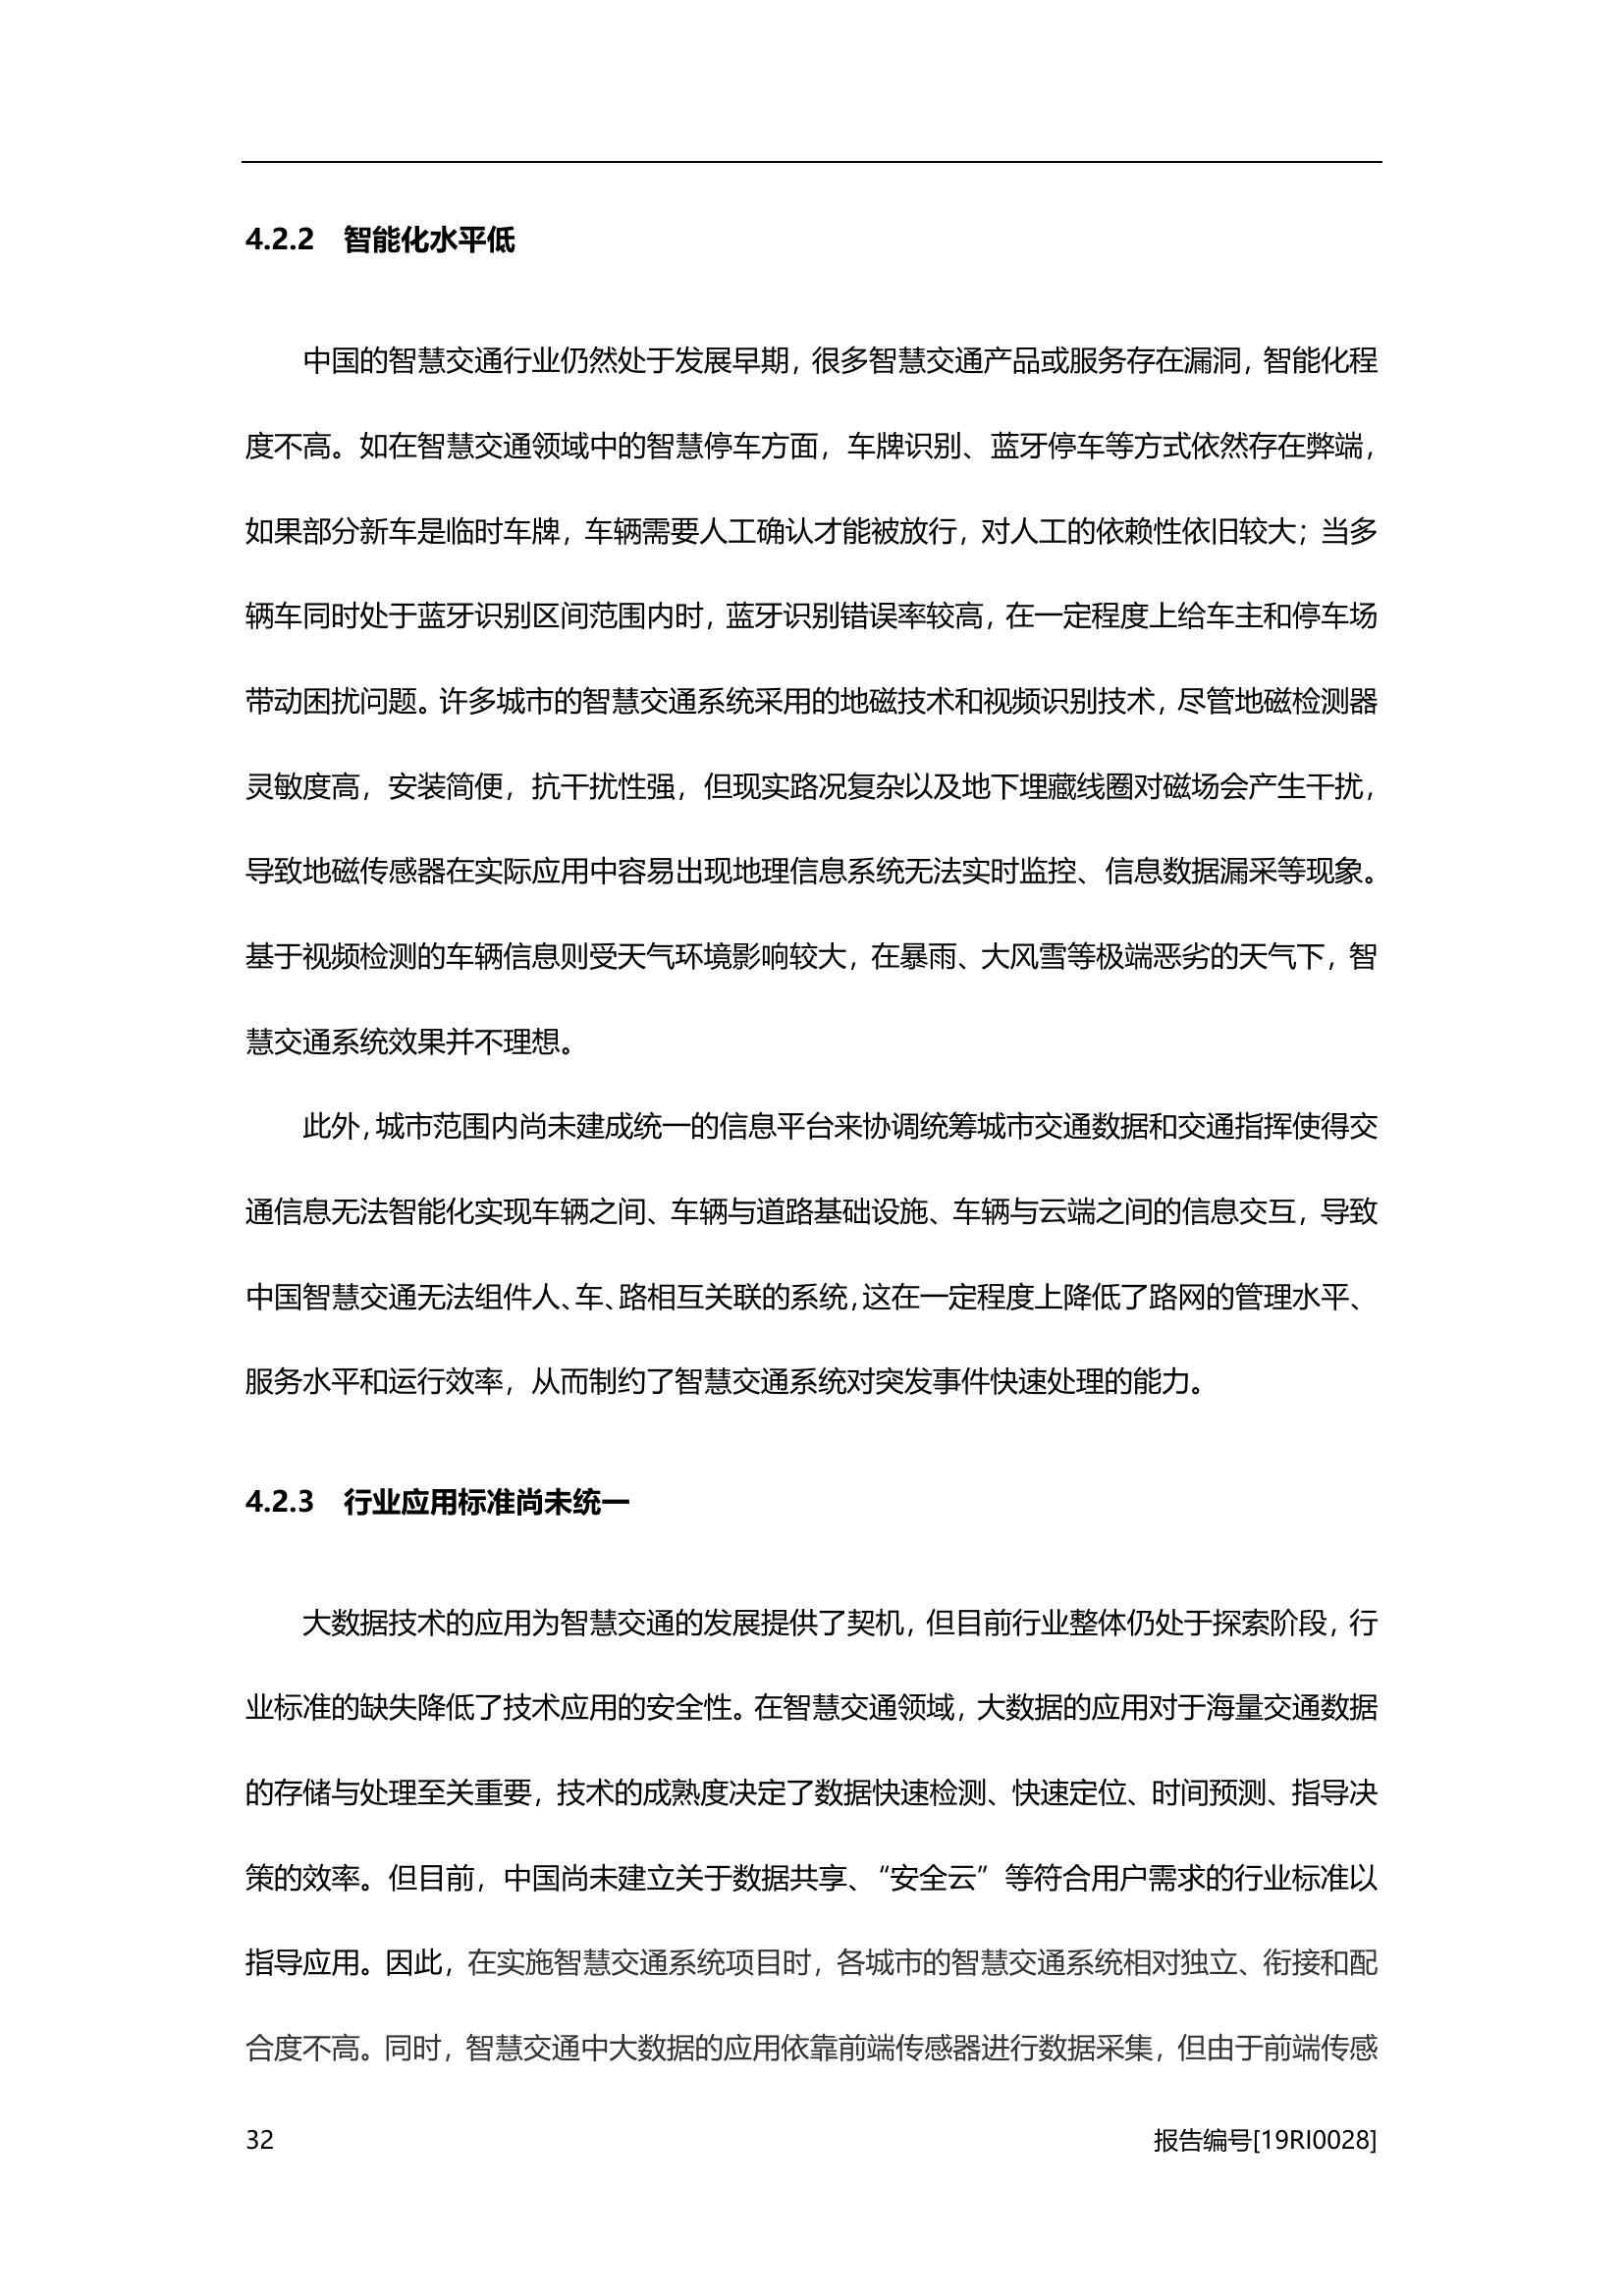 4.2.2 智能化水平低
中国的智慧交通行业仍然处于发展早期，很多智慧交通产品或服务存在漏洞，智能化程
度不高。如在智慧交通领域中的智慧停车方面，车牌识别、蓝牙停车等方式依然存在弊端，
如果部分新车是临时车牌，车辆需要人工确认才能被放行，对人工的依赖性依旧较大；当多
辆车同时处于蓝牙识别区间范围内时，蓝牙识别错误率较高，在一定程度上给车主和停车场
带动困扰问题。许多城市的智慧交通系统采用的地磁技术和视频识别技术，尽管地磁检测器
灵敏度高，安装简便，抗干扰性强，但现实路况复杂以及地下埋藏线圈对磁场会产生干扰，
导致地磁传感器在实际应用中容易出现地理信息系统无法实时监控、信息数据漏采等现象。
基于视频检测的车辆信息则受天气环境影响较大，在暴雨、大风雪等极端恶劣的天气下，智
慧交通系统效果并不理想。
此外，城市范围内尚未建成统一的信息平台来协调统筹城市交通数据和交通指挥使得交
通信息无法智能化实现车辆之间、车辆与道路基础设施、车辆与云端之间的信息交互，导致
中国智慧交通无法组件人、车、路相互关联的系统，这在一定程度上降低了路网的管理水平、
服务水平和运行效率，从而制约了智慧交通系统对突发事件快速处理的能力。
4.2.3 行业应用标准尚未统一
大数据技术的应用为智慧交通的发展提供了契机，但目前行业整体仍处于探索阶段，行
业标准的缺失降低了技术应用的安全性。在智慧交通领域，大数据的应用对于海量交通数据
的存储与处理至关重要，技术的成熟度决定了数据快速检测、快速定位、时间预测、指导决
策的效率。但目前，中国尚未建立关于数据共享、“安全云”等符合用户需求的行业标准以
指导应用。因此，在实施智慧交通系统项目时，各城市的智慧交通系统相对独立、衔接和配
合度不高。同时，智慧交通中大数据的应用依靠前端传感器进行数据采集，但由于前端传感
32 报告编号[19RI0028]